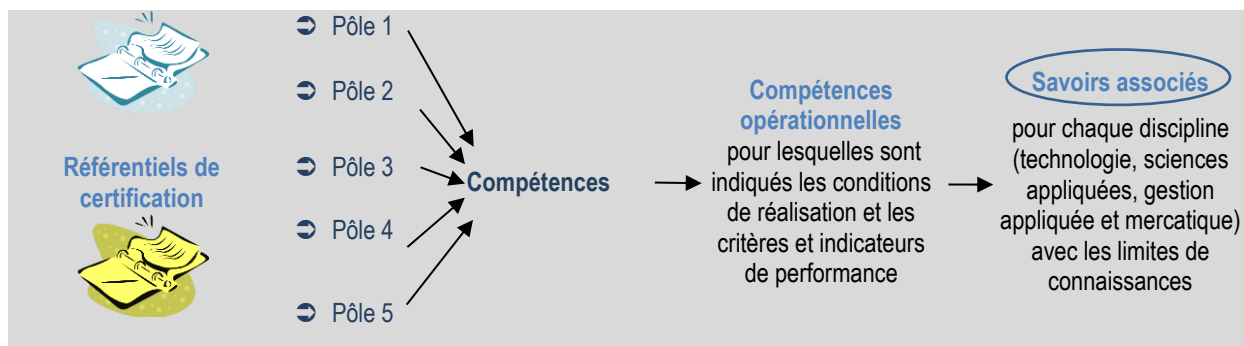 Référentiels de
certification
➲ Pôle 1
➲ Pôle 2
➲ Pôle 3
➲ Pôle 4
➲ Pôle 5
Compétences
Compétences
opérationnelles
pour lesquelles sont
indiqués les conditions
de réalisation et les
critères et indicateurs
de performance
Savoirs associés
pour chaque discipline
(technologie, sciences
appliquées, gestion
appliquée et mercatique)
avec les limites de
connaissances